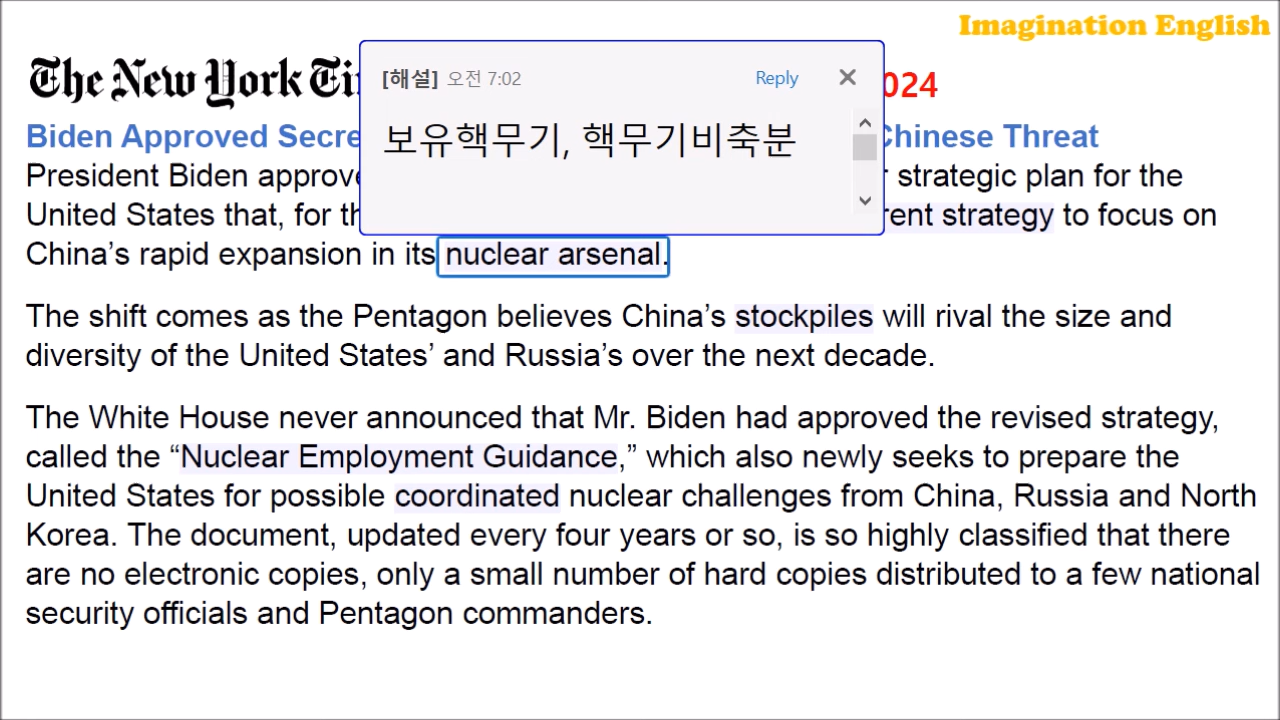 Imagination English
The New York Ti
024
[해설] 오전 7:02 Reply
보유핵무기, 핵무기비축분
Biden Approved Secre Chinese Threat
President Biden approve strategic plan for the
United States that, for th rent strategy to focus on
China’s rapid expansion in its nuclear arsenal.
The shift comes as the Pentagon believes China’s stockpiles will rival the size and
diversity of the United States’ and Russia’s over the next decade.
The White House never announced that Mr. Biden had approved the revised strategy,
called the “Nuclear Employment Guidance,” which also newly seeks to prepare the
United States for possible coordinated nuclear challenges from China, Russia and North
Korea. The document, updated every four years or so, is so highly classified that there
are no electronic copies, only a small number of hard copies distributed to a few national
security officials and Pentagon commanders.